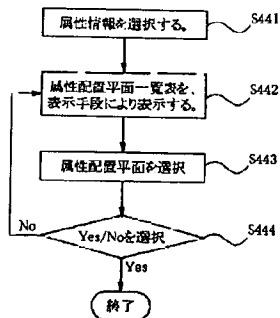 属性情報を選択する。
S441
属性配置平面一覧表を、
表示手段により表示する。
S442
属性配置平面を選択
S443
Yes/Noを選択
S444
No
Yes
終了